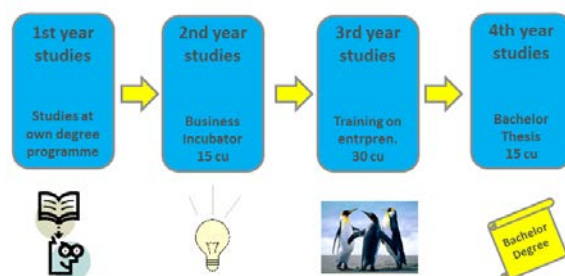 1st year
studies
Studies at
own degree
programme
2nd year
studies
Business
Incubator
15 cu
3rd year
studies
Training on
entrpren.
30 cu
4th year
studies
Bachelor
Thesis
15 cu
Bachelor
Degree